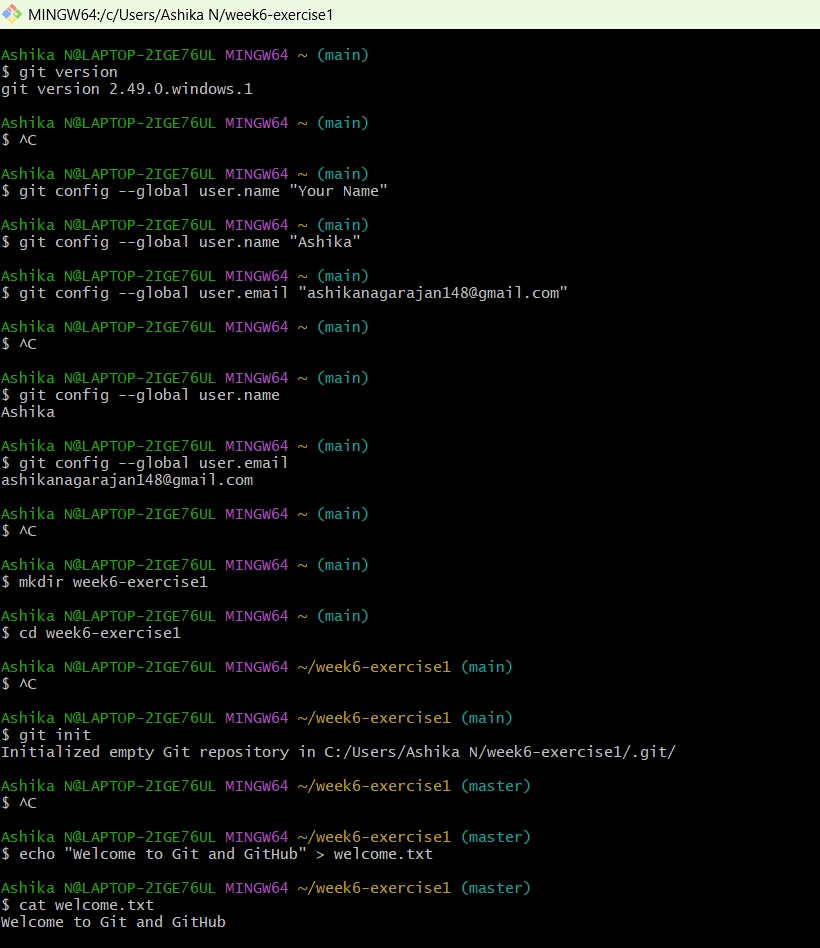 MINGW64:/c/Users/Ashika N/week6-exercise1
Ashika N@LAPTOP-2IGE76UL MINGW64 ~ (main)
$ git version
git version 2.49.0.windows.1
Ashika N@LAPTOP-2IGE76UL MINGW64 ~ (main)
$ ^C
Ashika N@LAPTOP-2IGE76UL MINGW64 ~ (main)
$ git config --global user.name "Your Name"
Ashika N@LAPTOP-2IGE76UL MINGW64 ~ (main)
$ git config --global user.name "Ashika"
Ashika N@LAPTOP-2IGE76UL MINGW64 ~ (main)
$ git config --global user.email "ashikanagarajan148@gmail.com"
Ashika N@LAPTOP-2IGE76UL MINGW64 ~ (main)
$ ^C
Ashika N@LAPTOP-2IGE76UL MINGW64 ~ (main)
$ git config --global user.name
Ashika
Ashika N@LAPTOP-2IGE76UL MINGW64 ~ (main)
$ git config --global user.email
ashikanagarajan148@gmail.com
Ashika N@LAPTOP-2IGE76UL MINGW64 ~ (main)
$ ^C
Ashika N@LAPTOP-2IGE76UL MINGW64 ~ (main)
$ mkdir week6-exercise1
Ashika N@LAPTOP-2IGE76UL MINGW64 ~ (main)
$ cd week6-exercise1
Ashika N@LAPTOP-2IGE76UL MINGW64 ~/week6-exercise1 (main)
$ ^C
Ashika N@LAPTOP-2IGE76UL MINGW64 ~/week6-exercise1 (main)
$ git init
Initialized empty Git repository in C:/Users/Ashika N/week6-exercise1/.git/
Ashika N@LAPTOP-2IGE76UL MINGW64 ~/week6-exercise1 (master)
$ ^C
Ashika N@LAPTOP-2IGE76UL MINGW64 ~/week6-exercise1 (master)
$ echo "Welcome to Git and GitHub" > welcome.txt
Ashika N@LAPTOP-2IGE76UL MINGW64 ~/week6-exercise1 (master)
$ cat welcome.txt
Welcome to Git and GitHub